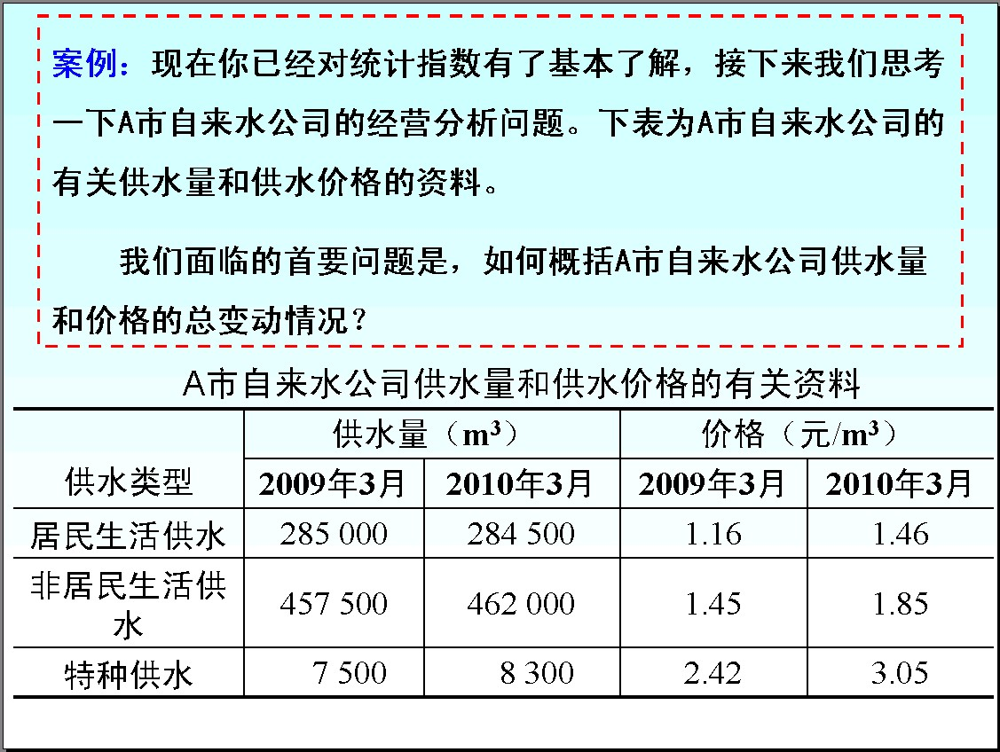 案例：现在你已经对统计指数有了基本了解，接下来我们思考
一下A市自来水公司的经营分析问题。下表为A市自来水公司的
有关供水量和供水价格的资料。
我们面临的首要问题是，如何概括A市自来水公司供水量
和价格的总变动情况？
A市自来水公司供水量和供水价格的有关资料
供水类型 供水量（m³） 价格（元/m³）
2009年3月 2010年3月 2009年3月 2010年3月
居民生活供水 285 000 284 500 1.16 1.46
非居民生活供
水 457 500 462 000 1.45 1.85
特种供水 7 500 8 300 2.42 3.05